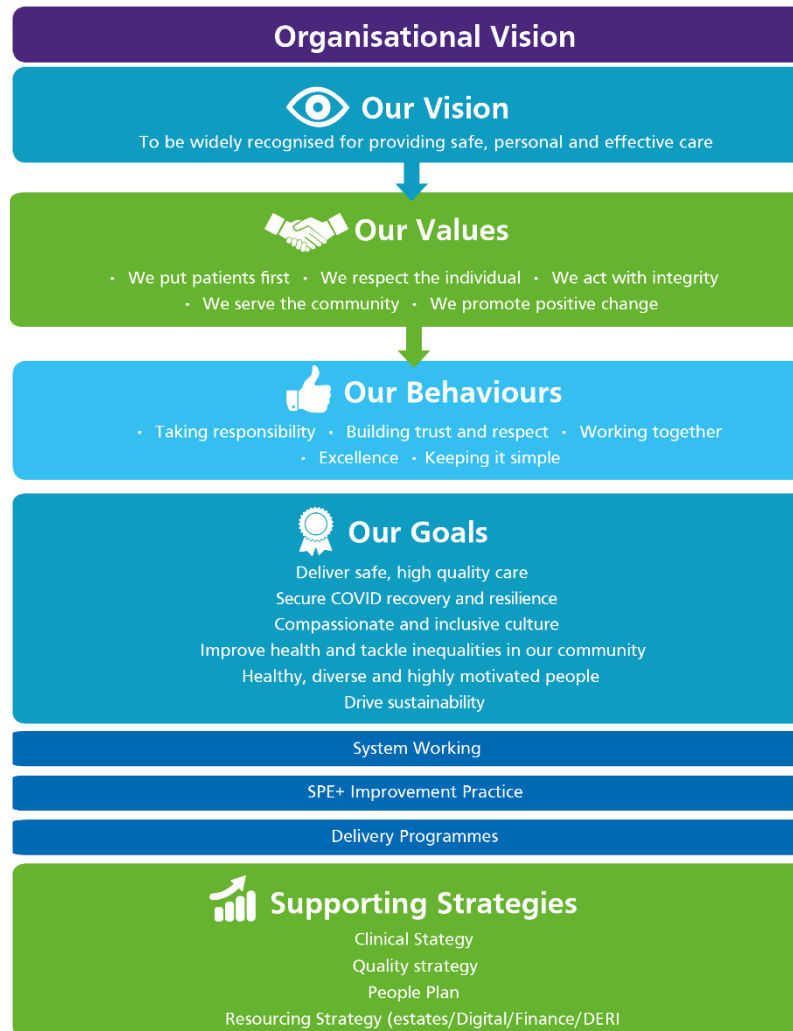 Organisational Vision
Our Vision
To be widely recognised for providing safe, personal and effective care
Our Values
· We put patients first · We respect the individual · We act with integrity
· We serve the community · We promote positive change
Our Behaviours
· Taking responsibility · Building trust and respect · Working together
· Excellence · Keeping it simple
Our Goals
Deliver safe, high quality care
Secure COVID recovery and resilience
Compassionate and inclusive culture
Improve health and tackle inequalities in our community
Healthy, diverse and highly motivated people
Drive sustainability
System Working
SPE+ Improvement Practice
Delivery Programmes
Supporting Strategies
Clinical Stategy
Quality strategy
People Plan
Resourcing Strategy (estates/Digital/Finance/DERI